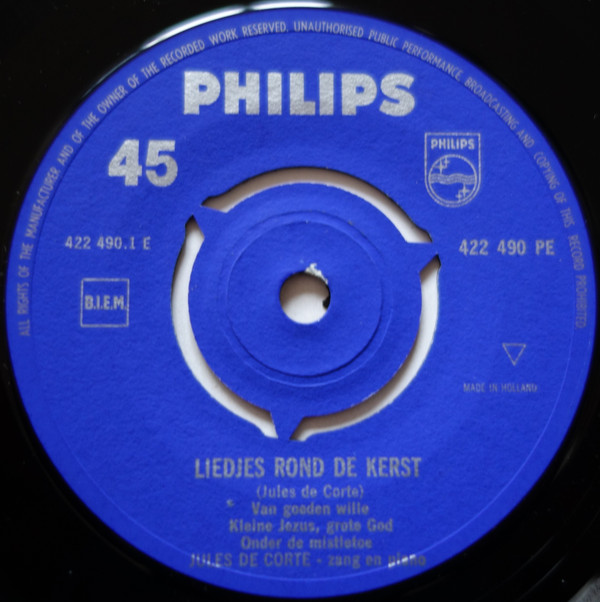 ALL RIGHTS OF THE MANUFACTURER AND OF THE OWNER OF THE RECORDED WORK RESERVED. UNAUTHORISED PUBLIC PERFORMANCE BROADCASTING AND COPYING OF THIS RECORD PROHIBITED
PHILIPS
45
PHILIPS
422 490.1 E
422 490 PE
B.I.E.M.
MADE IN HOLLAND
LIEDJES ROND DE KERST
(Jules de Corte)
Van goeden wille
Kleine Jezus, grote God
Onder de mistletoe
JULES DE CORTE - zang en piano